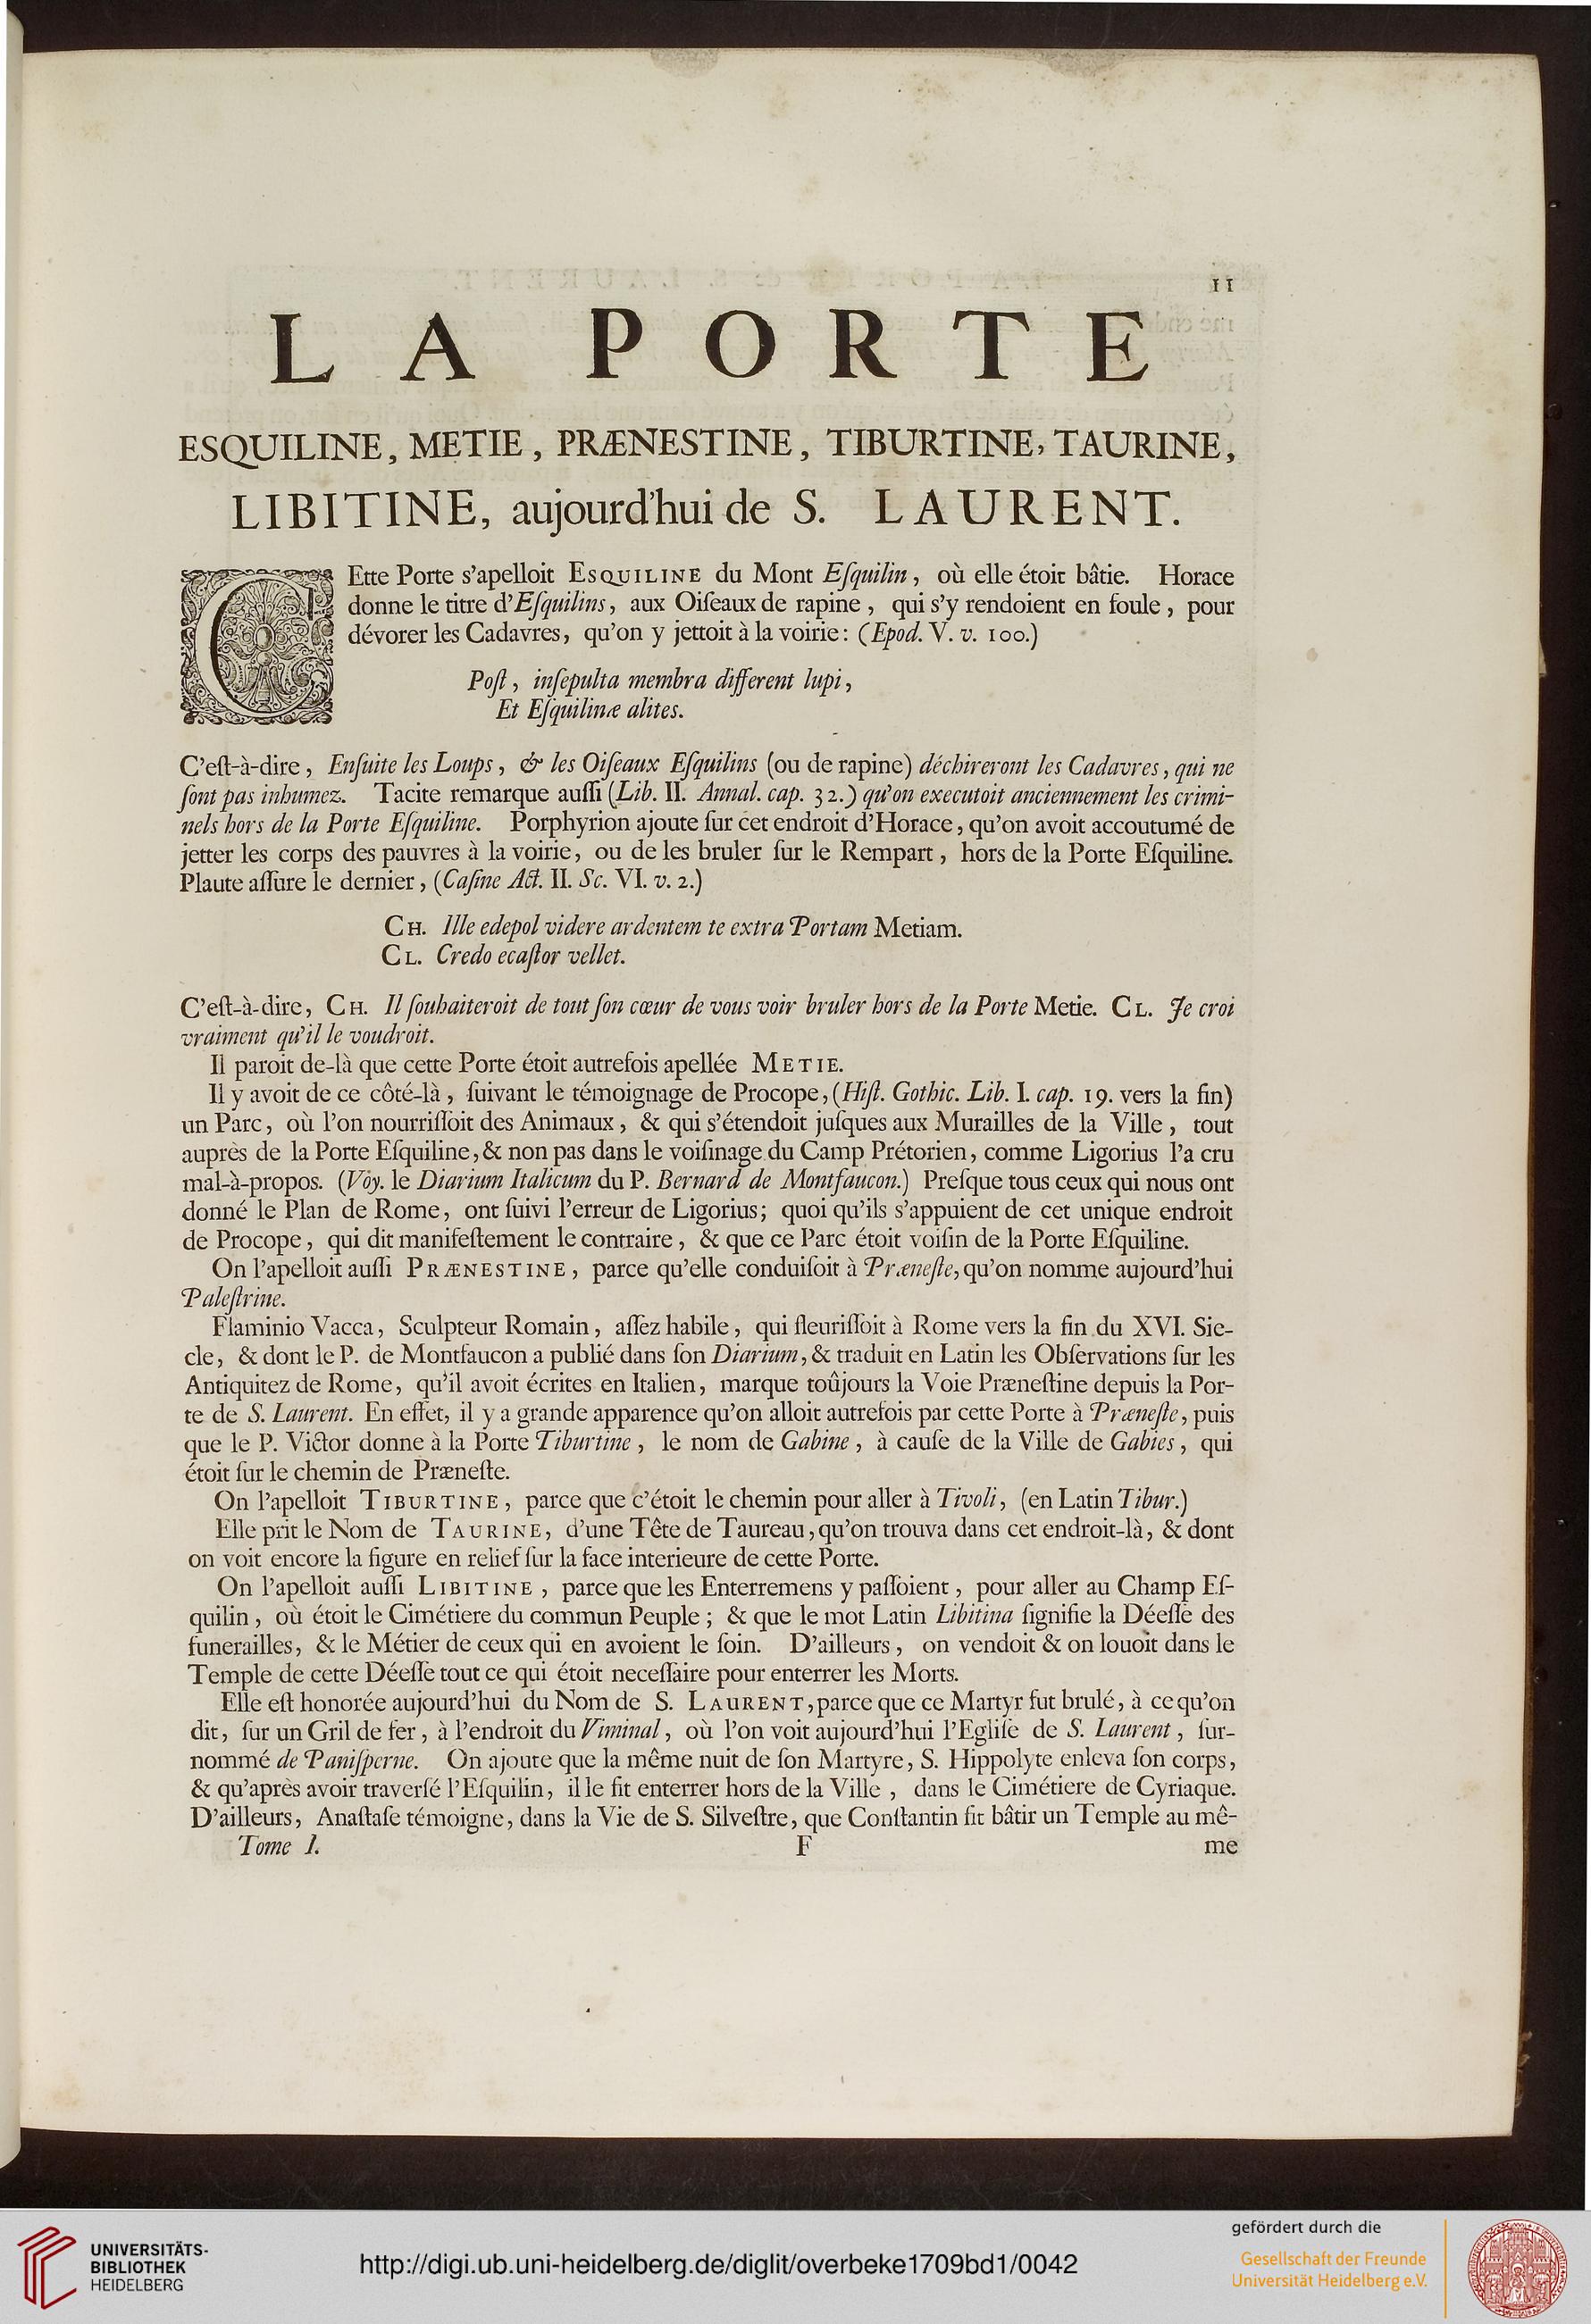 11
LA PORTE
ESQUILINE, METIE, PRÆNESTINE, TIBURTINE, TAURINE,
LIBITINE, aujourd'hui de S. LAURENT.
CEtte Porte s'apelloit ESQUILINE du Mont Eſquilin, où elle étoit bâtie. Horace
donne le titre d'Eſquilins, aux Oiſeaux de rapine, qui s'y rendoient en foule, pour
dévorer les Cadavres, qu'on y jettoit à la voirie: (Epod. V. v. 100.)
Poſt, inſepulta membra different lupi,
Et Eſquilinæ alites.
C'eſt-à-dire, Enſuite les Loups, & les Oiſeaux Eſquilins (ou de rapine) déchireront les Cadavres, qui ne
ſont pas inhumez. Tacite remarque auſſi (Lib. II. Annal. cap. 32.) qu'on executoit anciennement les crimi-
nels hors de la Porte Eſquiline. Porphyrion ajoute ſur cet endroit d'Horace, qu'on avoit accoutumé de
jetter les corps des pauvres à la voirie, ou de les bruler ſur le Rempart, hors de la Porte Eſquiline.
Plaute aſſure le dernier, (Caſine Act. II. Sc. VI. v. 2.)
CH. Ille edepol videre ardentem te extra Portam Metiam.
CL. Credo ecaſtor vellet.
C'eſt-à-dire, CH. Il ſouhaiteroit de tout ſon cœur de vous voir bruler hors de la Porte Metie. CL. Je croi
vraiment qu'il le voudroit.
Il paroit de-là que cette Porte étoit autrefois apellée METIE.
Il y avoit de ce côté-là, ſuivant le témoignage de Procope, (Hiſt. Gothic. Lib. I. cap. 19. vers la fin)
un Parc, où l'on nourriſſoit des Animaux, & qui s'étendoit juſques aux Murailles de la Ville, tout
auprès de la Porte Eſquiline, & non pas dans le voiſinage du Camp Prétorien, comme Ligorius l'a cru
mal-à-propos. (Voy. le Diarium Italicum du P. Bernard de Montfaucon.) Preſque tous ceux qui nous ont
donné le Plan de Rome, ont ſuivi l'erreur de Ligorius; quoi qu'ils s'appuient de cet unique endroit
de Procope, qui dit manifeſtement le contraire, & que ce Parc étoit voiſin de la Porte Eſquiline.
On l'apelloit auſſi PRÆNESTINE, parce qu'elle conduiſoit à Præneſte, qu'on nomme aujourd'hui
Paleſtrine.
Flaminio Vacca, Sculpteur Romain, aſſez habile, qui fleuriſſoit à Rome vers la fin du XVI. Sie-
cle, & dont le P. de Montfaucon a publié dans ſon Diarium, & traduit en Latin les Obſervations ſur les
Antiquitez de Rome, qu'il avoit écrites en Italien, marque toûjours la Voie Præneſtine depuis la Por-
te de S. Laurent. En effet, il y a grande apparence qu'on alloit autrefois par cette Porte à Præneſte, puis
que le P. Victor donne à la Porte Tiburtine, le nom de Gabine, à cauſe de la Ville de Gabies, qui
étoit ſur le chemin de Præneſte.
On l'apelloit TIBURTINE, parce que c'étoit le chemin pour aller à Tivoli, (en Latin Tibur.)
Elle prit le Nom de TAURINE, d'une Tête de Taureau, qu'on trouva dans cet endroit-là, & dont
on voit encore la figure en relief ſur la face interieure de cette Porte.
On l'apelloit auſſi LIBITINE, parce que les Enterremens y paſſoient, pour aller au Champ Eſ-
quilin, où étoit le Cimétiere du commun Peuple; & que le mot Latin Libitina ſignifie la Déeſſe des
funerailles, & le Métier de ceux qui en avoient le ſoin. D'ailleurs, on vendoit & on louoit dans le
Temple de cette Déeſſe tout ce qui étoit neceſſaire pour enterrer les Morts.
Elle eſt honorée aujourd'hui du Nom de S. LAURENT, parce que ce Martyr fut brulé, à ce qu'on
dit, ſur un Gril de fer, à l'endroit du Viminal, où l'on voit aujourd'hui l'Egliſe de S. Laurent, ſur-
nommé de Paniſperne. On ajoute que la même nuit de ſon Martyre, S. Hippolyte enleva ſon corps,
& qu'après avoir traverſé l'Eſquilin, il le fit enterrer hors de la Ville, dans le Cimétiere de Cyriaque.
D'ailleurs, Anaſtaſe témoigne, dans la Vie de S. Silveſtre, que Conſtantin fit bâtir un Temple au mê-
Tome I. F me
UNIVERSITÄTS-
BIBLIOTHEK
HEIDELBERG
http://digi.ub.uni-heidelberg.de/diglit/overbeke1709bd1/0042
gefördert durch die
Gesellschaft der Freunde
Universität Heidelberg e.V.